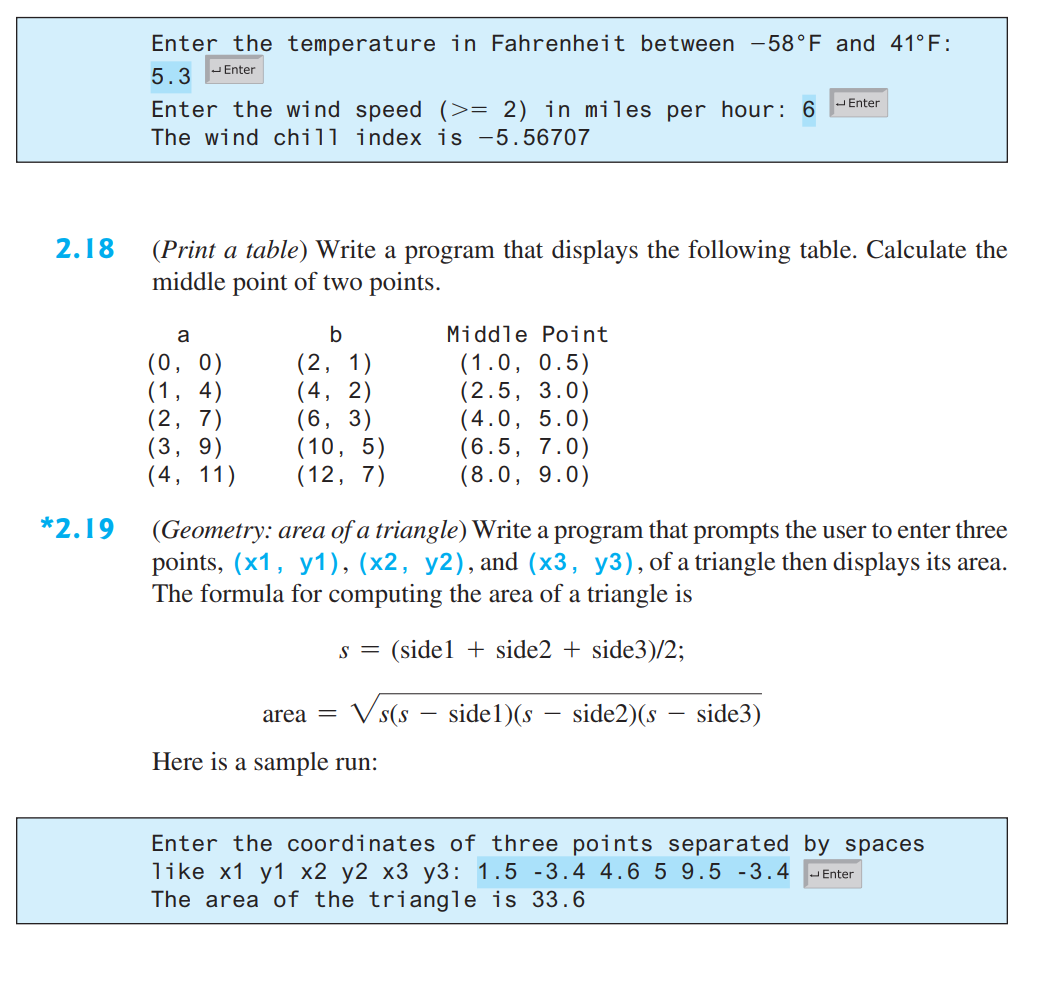 Enter the temperature in Fahrenheit between −58°F and 41°F:
5.3 ↵Enter
Enter the wind speed (>= 2) in miles per hour: 6 ↵Enter
The wind chill index is −5.56707
2.18 (Print a table) Write a program that displays the following table. Calculate the
middle point of two points.
a b Middle Point
(0, 0) (2, 1) (1.0, 0.5)
(1, 4) (4, 2) (2.5, 3.0)
(2, 7) (6, 3) (4.0, 5.0)
(3, 9) (10, 5) (6.5, 7.0)
(4, 11) (12, 7) (8.0, 9.0)
*2.19 (Geometry: area of a triangle) Write a program that prompts the user to enter three
points, (x1, y1), (x2, y2), and (x3, y3), of a triangle then displays its area.
The formula for computing the area of a triangle is
s = (side1 + side2 + side3)/2;
area = √s(s − side1)(s − side2)(s − side3)
Here is a sample run:
Enter the coordinates of three points separated by spaces
like x1 y1 x2 y2 x3 y3: 1.5 -3.4 4.6 5 9.5 -3.4 ↵Enter
The area of the triangle is 33.6